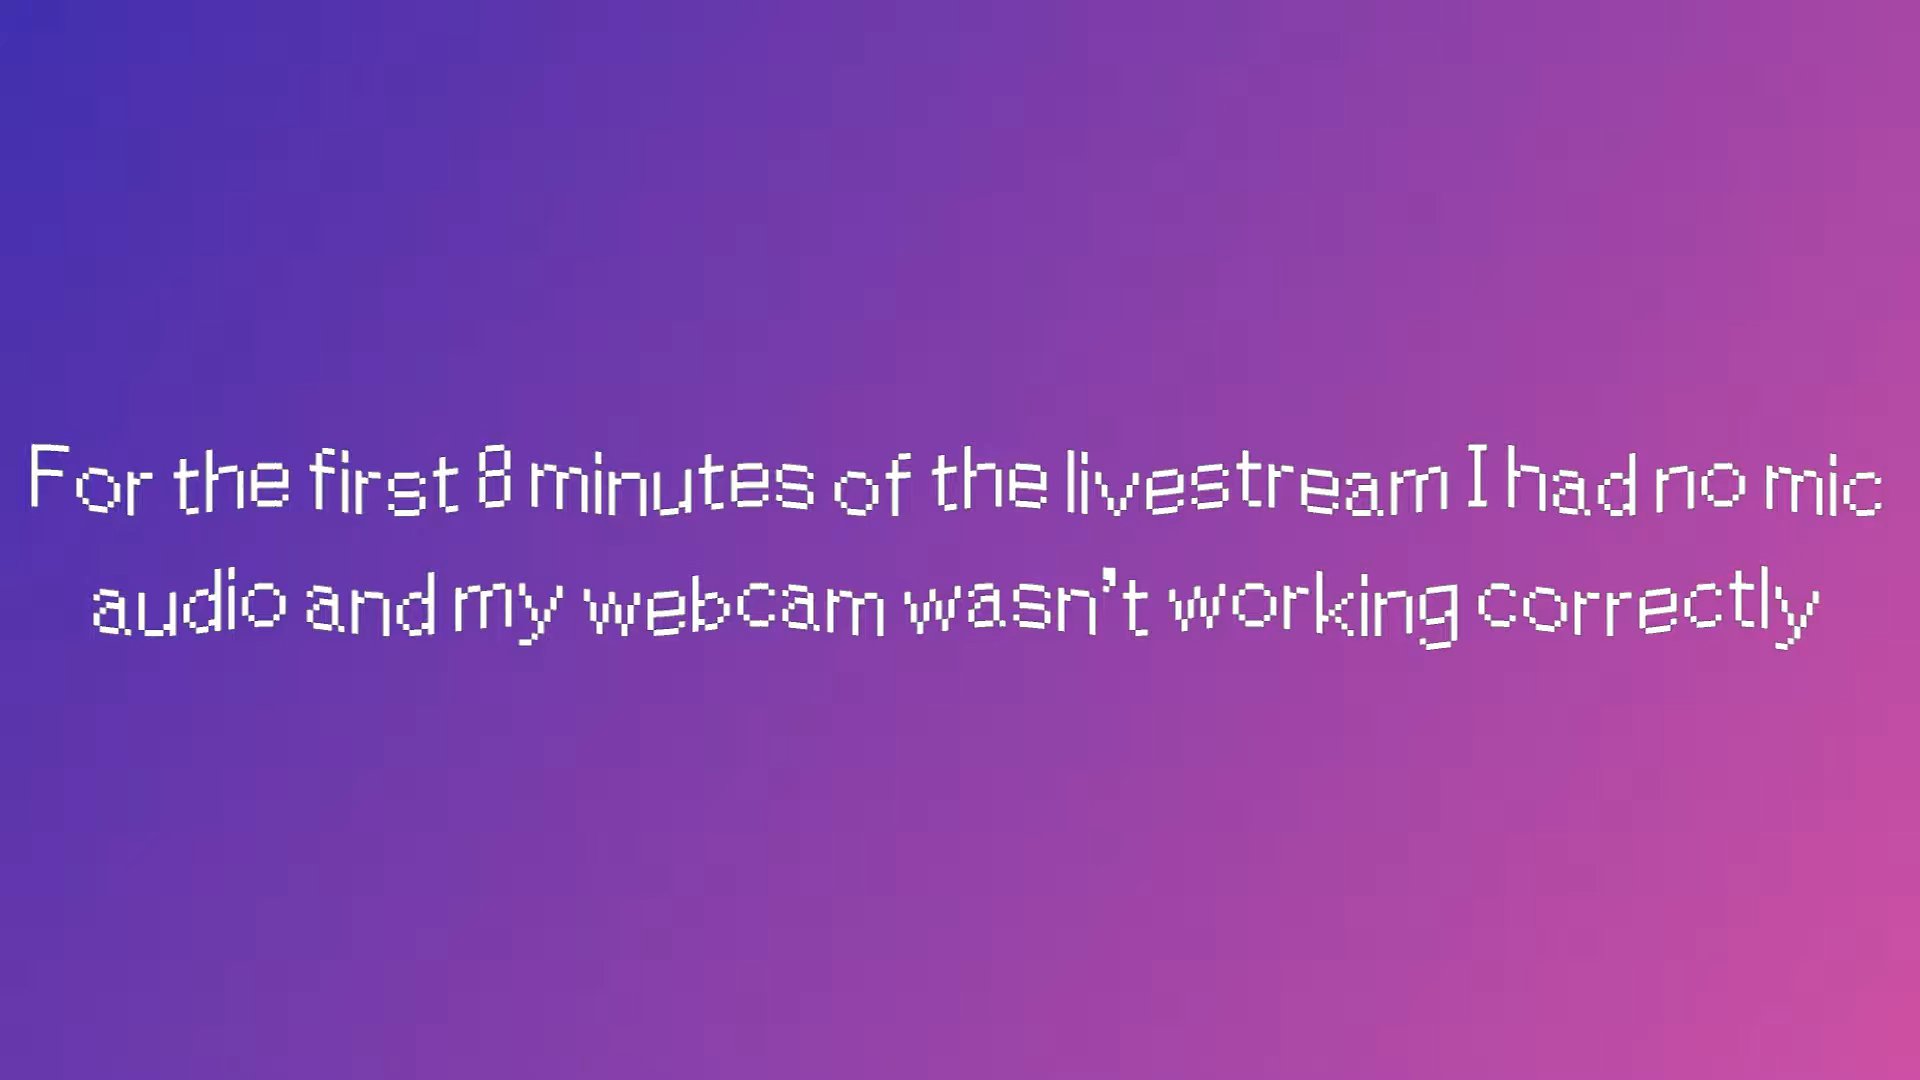 For the first 8 minutes of the livestream I had no mic
audio and my webcam wasn't working correctly